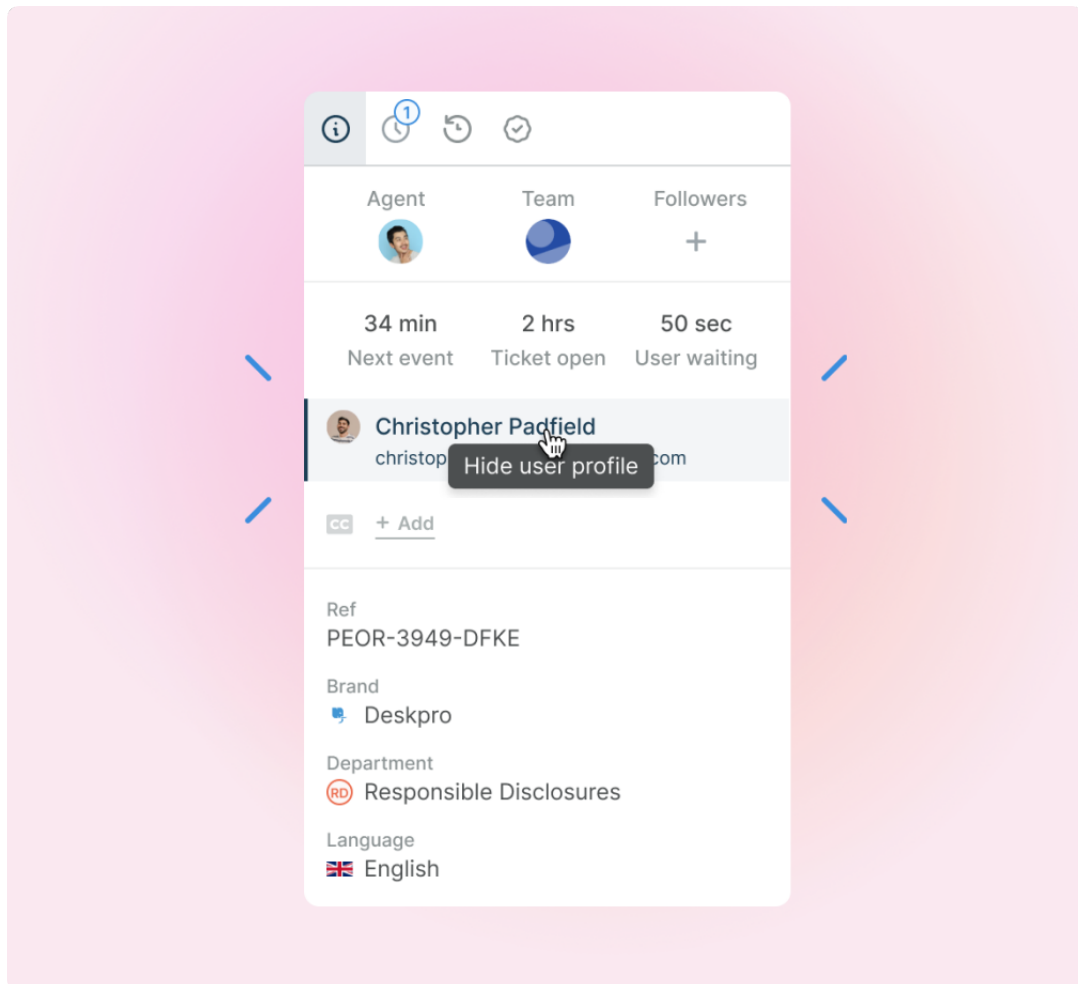 1
Agent Team Followers
34 min 2 hrs 50 sec
Next event Ticket open User waiting
Christopher Padfield
christop com
Hide user profile
CC + Add
Ref
PEOR-3949-DFKE
Brand
Deskpro
Department
RD Responsible Disclosures
Language
English